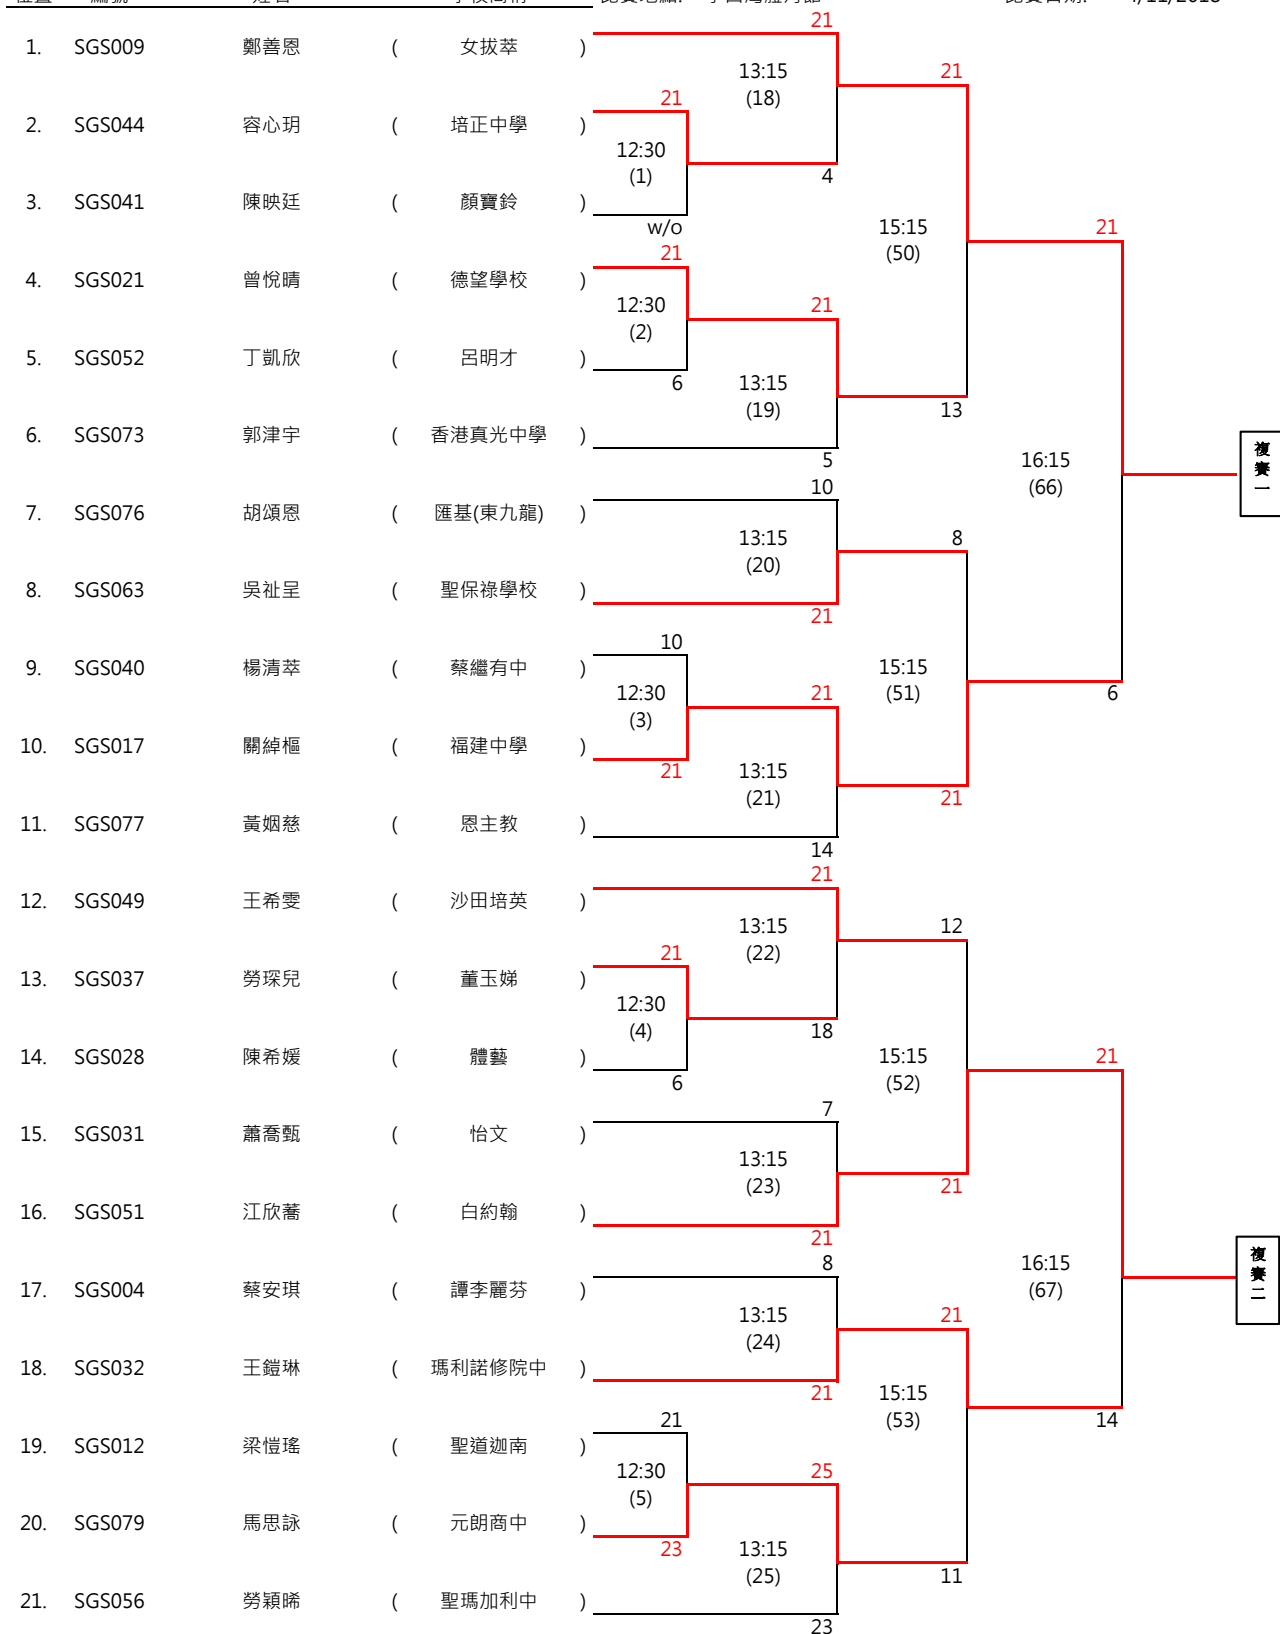 21
1. SGS009 鄭善恩 ( 女拔萃 )
13:15 21
21 (18)
2. SGS044 容心玥 ( 培正中學 )
12:30
(1) 4
3. SGS041 陳映廷 ( 顏寶鈴 )
w/o 15:15 21
21 (50)
4. SGS021 曾悅晴 ( 德望學校 )
12:30 21
(2)
5. SGS052 丁凱欣 ( 呂明才 )
6 13:15
(19) 13
6. SGS073 郭津宇 ( 香港真光中學 )
複賽一
5 16:15
10 (66)
7. SGS076 胡頌恩 ( 匯基(東九龍) )
13:15 8
(20)
8. SGS063 吳祉呈 ( 聖保祿學校 )
21
10
9. SGS040 楊清萃 ( 蔡繼有中 ) 15:15
12:30 21 (51) 6
(3)
10. SGS017 關綽樞 ( 福建中學 )
21 13:15
(21) 21
11. SGS077 黃姻慈 ( 恩主教 )
14
21
12. SGS049 王希雯 ( 沙田培英 )
13:15 12
21 (22)
13. SGS037 勞琛兒 ( 董玉娣 )
12:30
(4) 18
14. SGS028 陳希媛 ( 體藝 ) 15:15 21
6 (52)
7
15. SGS031 蕭喬甄 ( 怡文 )
13:15
(23) 21
16. SGS051 江欣蕎 ( 白約翰 )
21
複賽二
8 16:15
17. SGS004 蔡安琪 ( 譚李麗芬 ) (67)
13:15 21
(24)
18. SGS032 王鎧琳 ( 瑪利諾修院中 )
21 15:15
21 (53) 14
19. SGS012 梁愷瑤 ( 聖道迦南 )
12:30 25
(5)
20. SGS079 馬思詠 ( 元朗商中 )
23 13:15
(25) 11
21. SGS056 勞穎晞 ( 聖瑪加利中 )
23